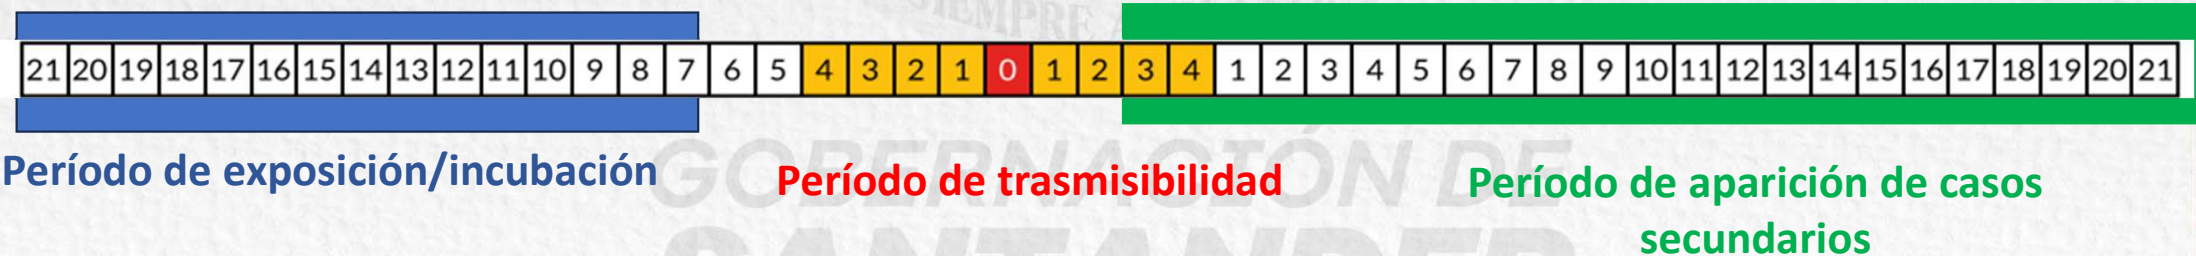 SIEMPRE
21 20 19 18 17 16 15 14 13 12 11 10 9 8 7 6 5 4 3 2 1 0 1 2 3 4 1 2 3 4 5 6 7 8 9 10 11 12 13 14 15 16 17 18 19 20 21
Período de exposición/incubación
Período de trasmisibilidad
Período de aparición de casos
secundarios
GOBERNACIÓN DE
SANTANDER